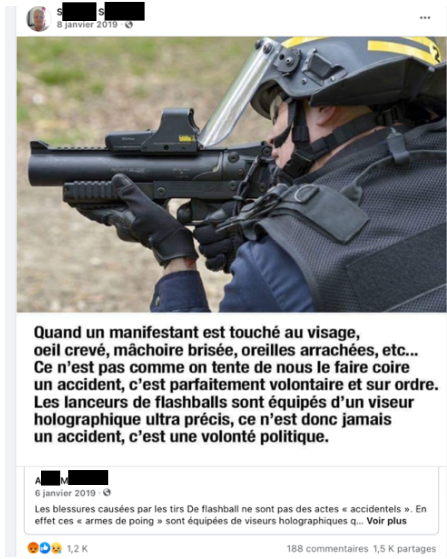 S S
8 janvier 2019
Quand un manifestant est touché au visage,
oeil crevé, mâchoire brisée, oreilles arrachées, etc...
Ce n'est pas comme on tente de nous le faire coire
un accident, c'est parfaitement volontaire et sur ordre.
Les lanceurs de flashballs sont équipés d'un viseur
holographique ultra précis, ce n'est donc jamais
un accident, c'est une volonté politique.
A M
6 janvier 2019
Les blessures causées par les tirs De flashball ne sont pas des actes « accidentels ». En
effet ces « armes de poing » sont équipées de viseurs holographiques q... Voir plus
1,2 K
188 commentaires 1,5 K partages